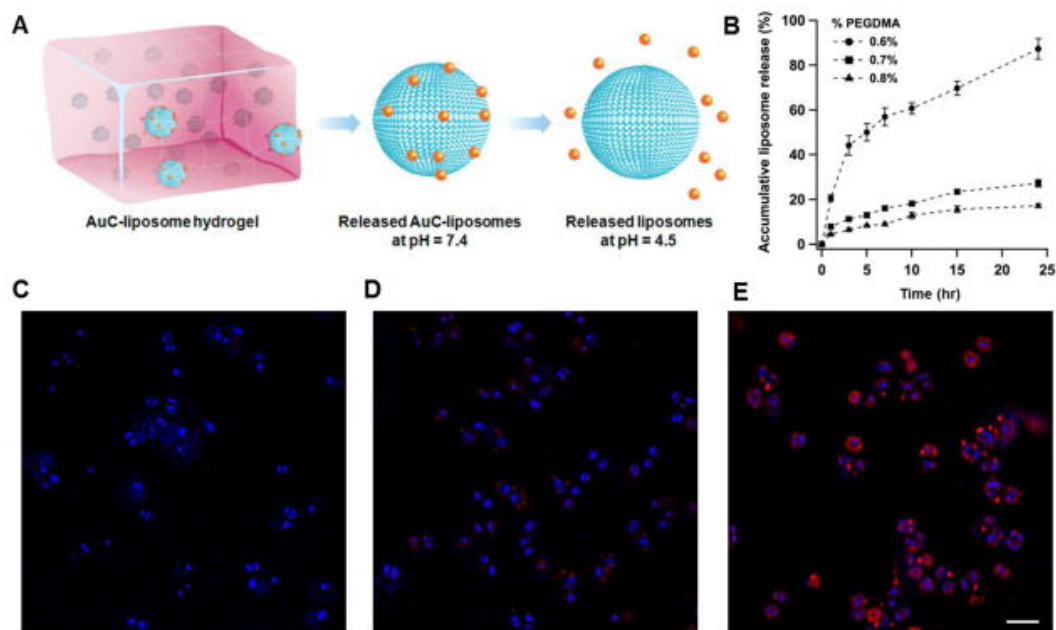 A
AuC-liposome hydrogel
Released AuC-liposomes
at pH = 7.4
Released liposomes
at pH = 4.5
B
Accumulative liposome release (%)
100
80
60
40
20
0
% PEGDMA
0.6%
0.7%
0.8%
0 5 10 15 20 25
Time (hr)
C
D
E